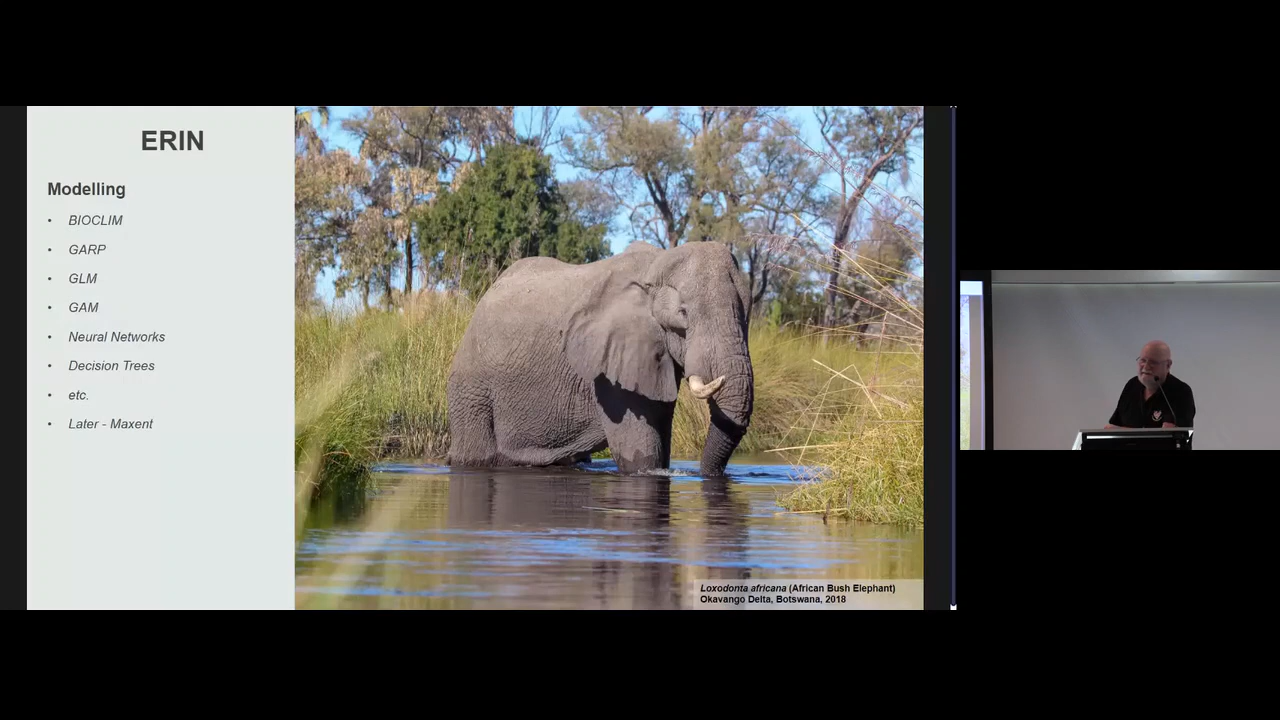 ERIN
Modelling
• BIOCLIM
• GARP
• GLM
• GAM
• Neural Networks
• Decision Trees
• etc.
• Later - Maxent
Loxodonta africana (African Bush Elephant)
Okavango Delta, Botswana, 2018